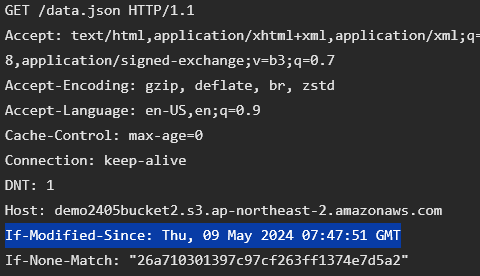 GET /data.json HTTP/1.1
Accept: text/html,application/xhtml+xml,application/xml;q=
8,application/signed-exchange;v=b3;q=0.7
Accept-Encoding: gzip, deflate, br, zstd
Accept-Language: en-US,en;q=0.9
Cache-Control: max-age=0
Connection: keep-alive
DNT: 1
Host: demo2405bucket2.s3.ap-northeast-2.amazonaws.com
If-Modified-Since: Thu, 09 May 2024 07:47:51 GMT
If-None-Match: "26a710301397c97cf263ff1374e7d5a2"